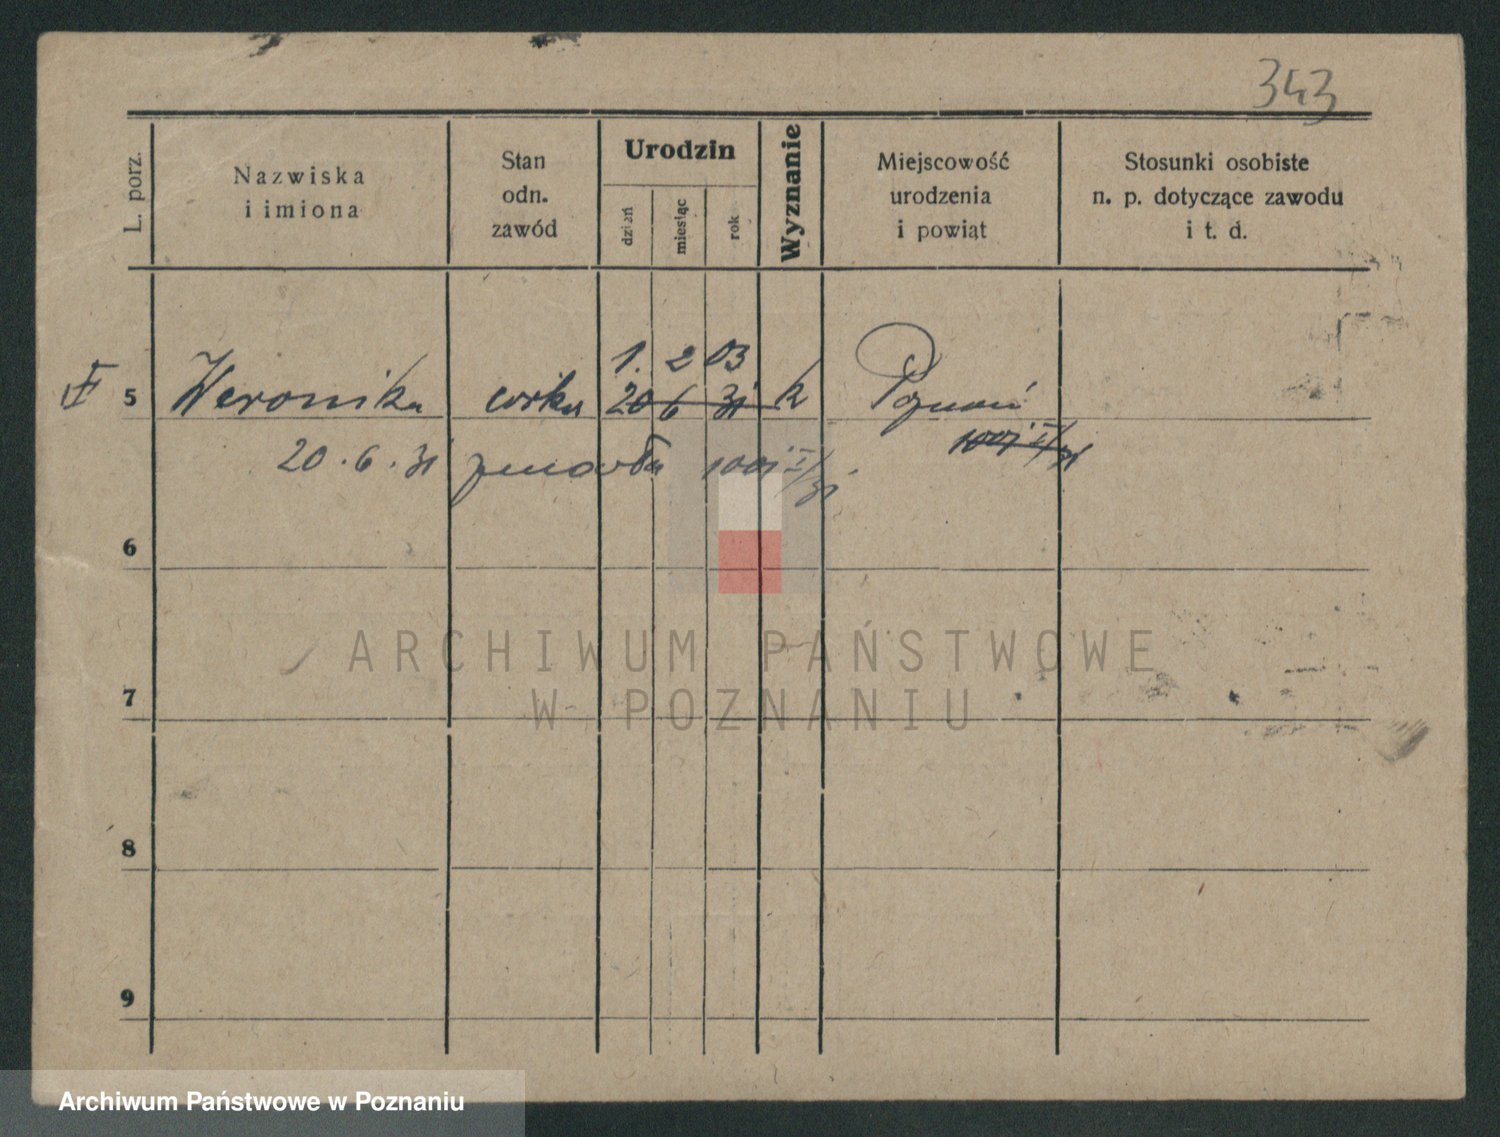 343
L. porz.
Nazwiska
i imiona
Stan
odn.
zawód
Urodzin
dzień
miesiąc
rok
Wyznanie
Miejscowość
urodzenia
i powiąt
Stosunki osobiste
n. p. dotyczące zawodu
i t. d.
1. 2 03
5 Weronika córka 20 6 31 k Poznań
20.6.31 zmarła
6
7
8
9
ARCHIWUM PAŃSTWOWE
W POZNANIU
Archiwum Państwowe w Poznaniu